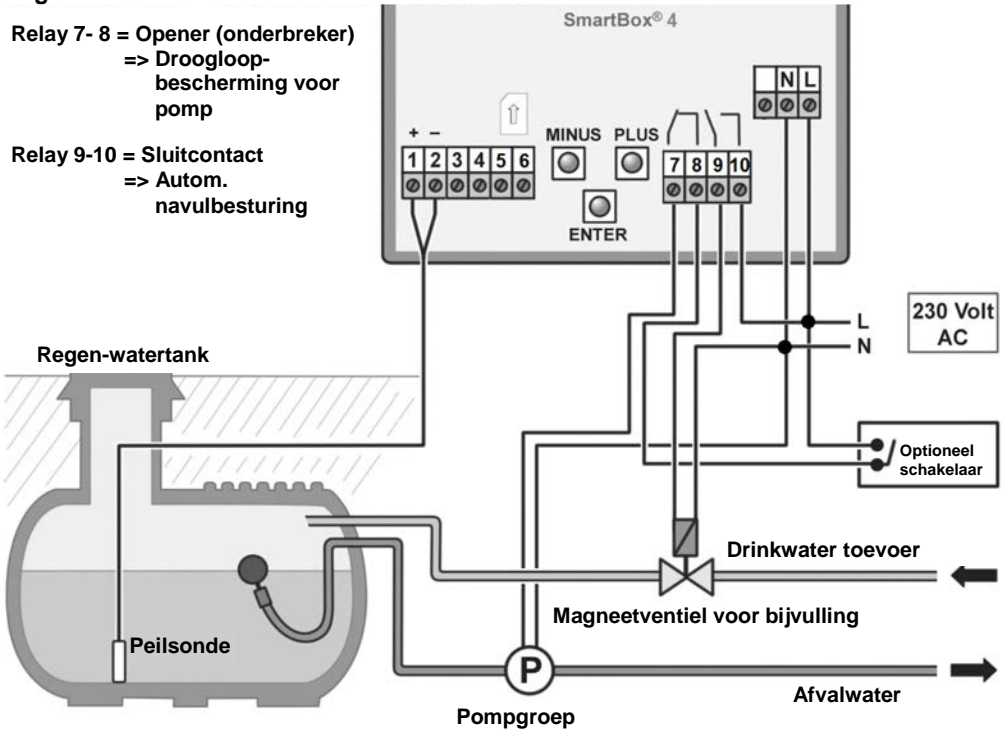 SmartBox® 4
Relay 7- 8 = Opener (onderbreker)
=> Droogloop-
bescherming voor
pomp
Relay 9-10 = Sluitcontact
=> Autom.
navulbesturing
N L
+ –
1 2 3 4 5 6
MINUS PLUS
ENTER
7 8 9 10
L
N
230 Volt
AC
Regen-watertank
Optioneel
schakelaar
Drinkwater toevoer
Magneetventiel voor bijvulling
Peilsonde
P
Afvalwater
Pompgroep